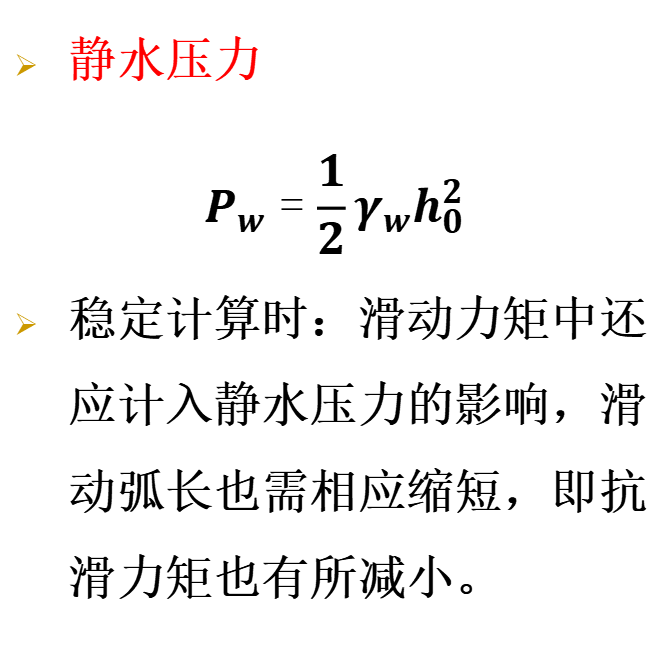 静水压力
P_w = \frac{1}{2} γ_w h_0^2
稳定计算时：滑动力矩中还
应计入静水压力的影响，滑
动弧长也需相应缩短，即抗
滑力矩也有所减小。